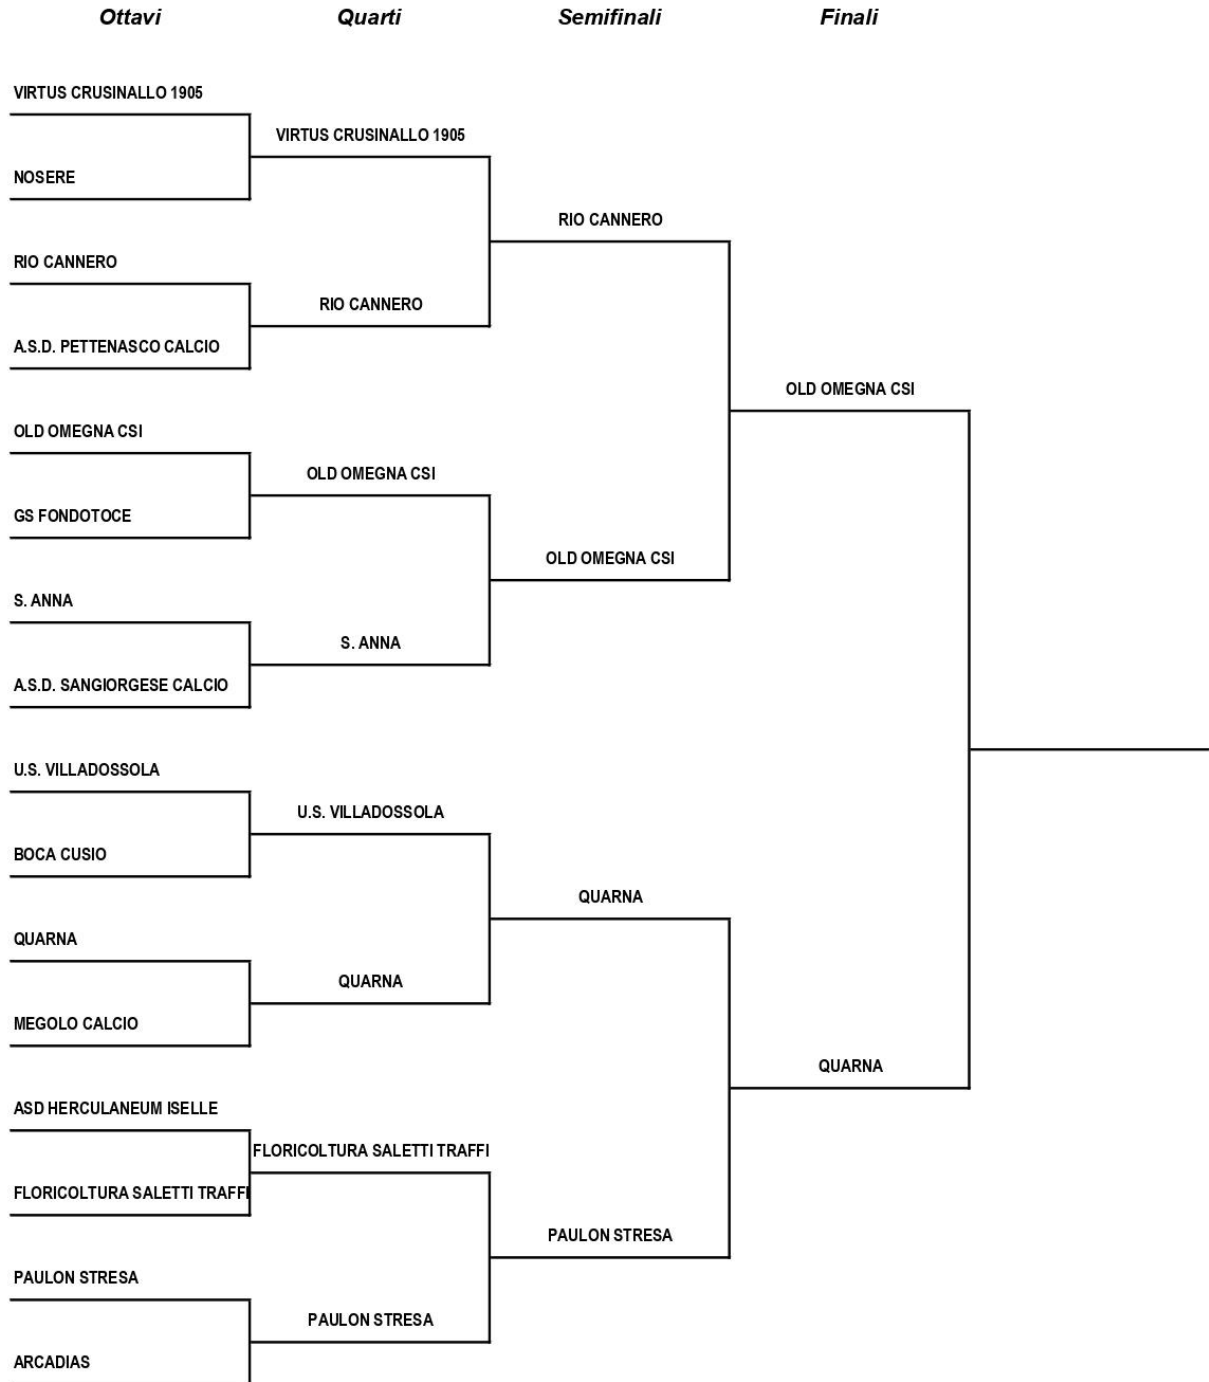 Ottavi Quarti Semifinali Finali
VIRTUS CRUSINALLO 1905
VIRTUS CRUSINALLO 1905
NOSERE
RIO CANNERO
RIO CANNERO
RIO CANNERO
A.S.D. PETTENASCO CALCIO
OLD OMEGNA CSI
OLD OMEGNA CSI
OLD OMEGNA CSI
GS FONDOTOCE
OLD OMEGNA CSI
S. ANNA
S. ANNA
A.S.D. SANGIORGESE CALCIO
U.S. VILLADOSSOLA
U.S. VILLADOSSOLA
BOCA CUSIO
QUARNA
QUARNA
QUARNA
MEGOLO CALCIO
QUARNA
ASD HERCULANEUM ISELLE
FLORICOLTURA SALETTI TRAFFI
FLORICOLTURA SALETTI TRAFFI
PAULON STRESA
PAULON STRESA
PAULON STRESA
ARCADIAS